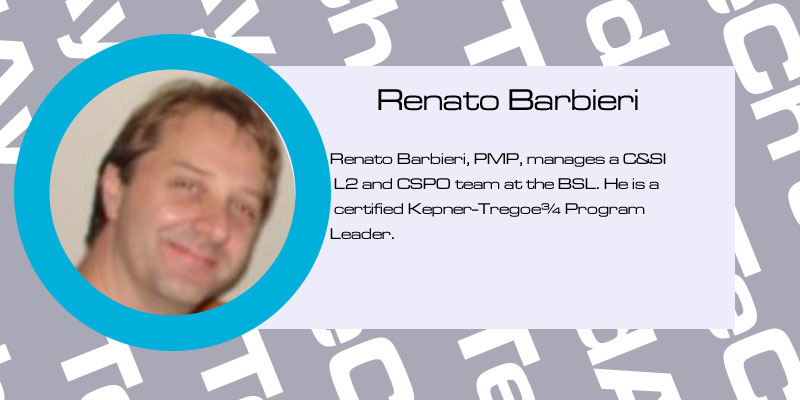 Renato Barbieri
Renato Barbieri, PMP, manages a C&SI
L2 and CSPO team at the BSL. He is a
certified Kepner-Tregoe¾ Program
Leader.